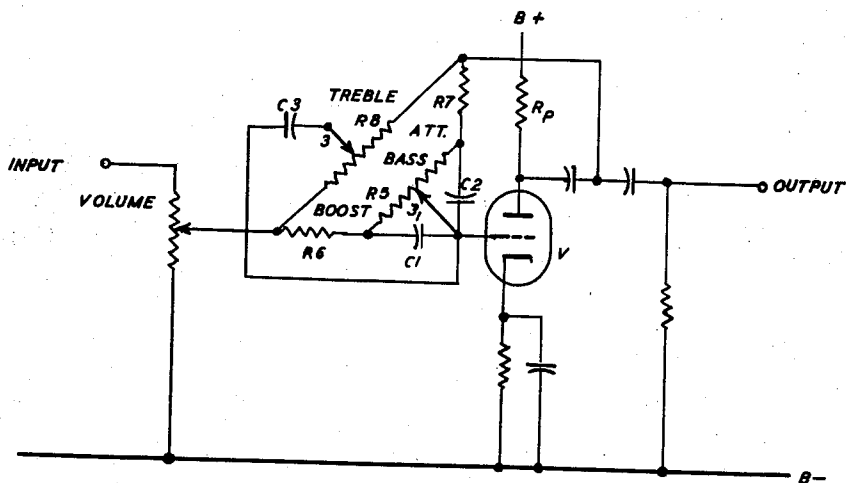 B+
TREBLE
C3
R7
Rp
R8
ATT.
3
INPUT
BASS
C2
OUTPUT
VOLUME
R5
BOOST
3,
R6
C1
V
B-